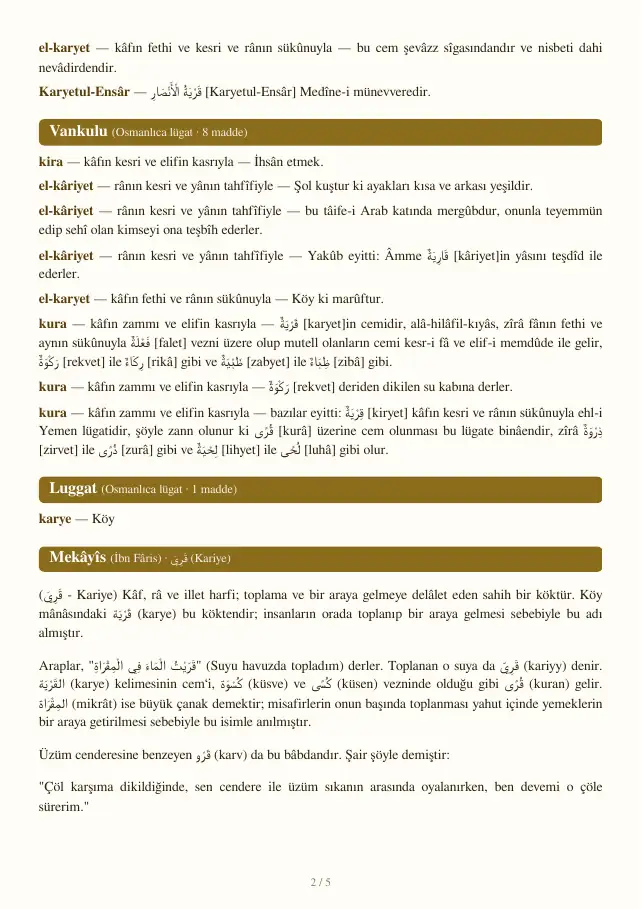 el-karyet — kâfın fethi ve kesri ve rânın sükûnuyla — bu cem şevâzz sîgasındandır ve nisbeti dahi
nevâdirdendir.
Karyetul-Ensâr — قَرْيَةُ الْأَنْصَارِ [Karyetul-Ensâr] Medîne-i münevveredir.
Vankulu (Osmanlıca lügat · 8 madde)
kira — kâfın kesri ve elifin kasrıyla — İhsân etmek.
el-kâriyet — rânın kesri ve yânın tahfîfiyle — Şol kuştur ki ayakları kısa ve arkası yeşildir.
el-kâriyet — rânın kesri ve yânın tahfîfiyle — bu tâife-i Arab katında mergûbdur, onunla teyemmün
edip sehî olan kimseyi ona teşbîh ederler.
el-kâriyet — rânın kesri ve yânın tahfîfiyle — Yakûb eyitti: Âmme قَارِيَةٌ [kâriyet]in yâsını teşdîd ile
ederler.
el-karyet — kâfın fethi ve rânın sükûnuyla — Köy ki marûftur.
kura — kâfın zammı ve elifin kasrıyla — قَرْيَةٌ [karyet]in cemidir, alâ-hilâfil-kıyâs, zîrâ fânın fethi ve
aynın sükûnuyla فَعْلَةٌ [falet] vezni üzere olup mutell olanların cemi kesr-i fâ ve elif-i memdûde ile gelir,
رَكْوَةٌ [rekvet] ile رِكَاءٌ [rikâ] gibi ve ظَبْيَةٌ [zabyet] ile ظِبَاءٌ [zibâ] gibi.
kura — kâfın zammı ve elifin kasrıyla — رَكْوَةٌ [rekvet] deriden dikilen su kabına derler.
kura — kâfın zammı ve elifin kasrıyla — bazılar eyitti: قِرْيَةٌ [kiryet] kâfın kesri ve rânın sükûnuyla ehl-i
Yemen lügatidir, şöyle zann olunur ki قُرًى [kurâ] üzerine cem olunması bu lügate binâendir, zîrâ ذِرْوَةٌ
[zirvet] ile ذُرًى [zurâ] gibi ve لِحْيَةٌ [lihyet] ile لُحًى [luhâ] gibi olur.
Luggat (Osmanlıca lügat · 1 madde)
karye — Köy
Mekâyîs (İbn Fâris) · قَرِيَ (Kariye)
(قَرِيَ - Kariye) Kâf, râ ve illet harfi; toplama ve bir araya gelmeye delâlet eden sahih bir köktür. Köy
mânâsındaki قَرْيَة (karye) bu köktendir; insanların orada toplanıp bir araya gelmesi sebebiyle bu adı
almıştır.
Araplar, "قَرَيْتُ الْمَاءَ فِي الْمِقْرَاةِ" (Suyu havuzda topladım) derler. Toplanan o suya da قَرِيَ (kariyy) denir.
القَرْيَة (karye) kelimesinin cem‘i, كُسْوَة (küsve) ve كُسًى (küsen) vezninde olduğu gibi قُرًى (kuran) gelir.
المِقْرَاة (mikrât) ise büyük çanak demektir; misafirlerin onun başında toplanması yahut içinde yemeklerin
bir araya getirilmesi sebebiyle bu isimle anılmıştır.
Üzüm cenderesine benzeyen قَرْو (karv) da bu bâbdandır. Şair şöyle demiştir:
"Çöl karşıma dikildiğinde, sen cendere ile üzüm sıkanın arasında oyalanırken, ben devemi o çöle
sürerim."
2 / 5